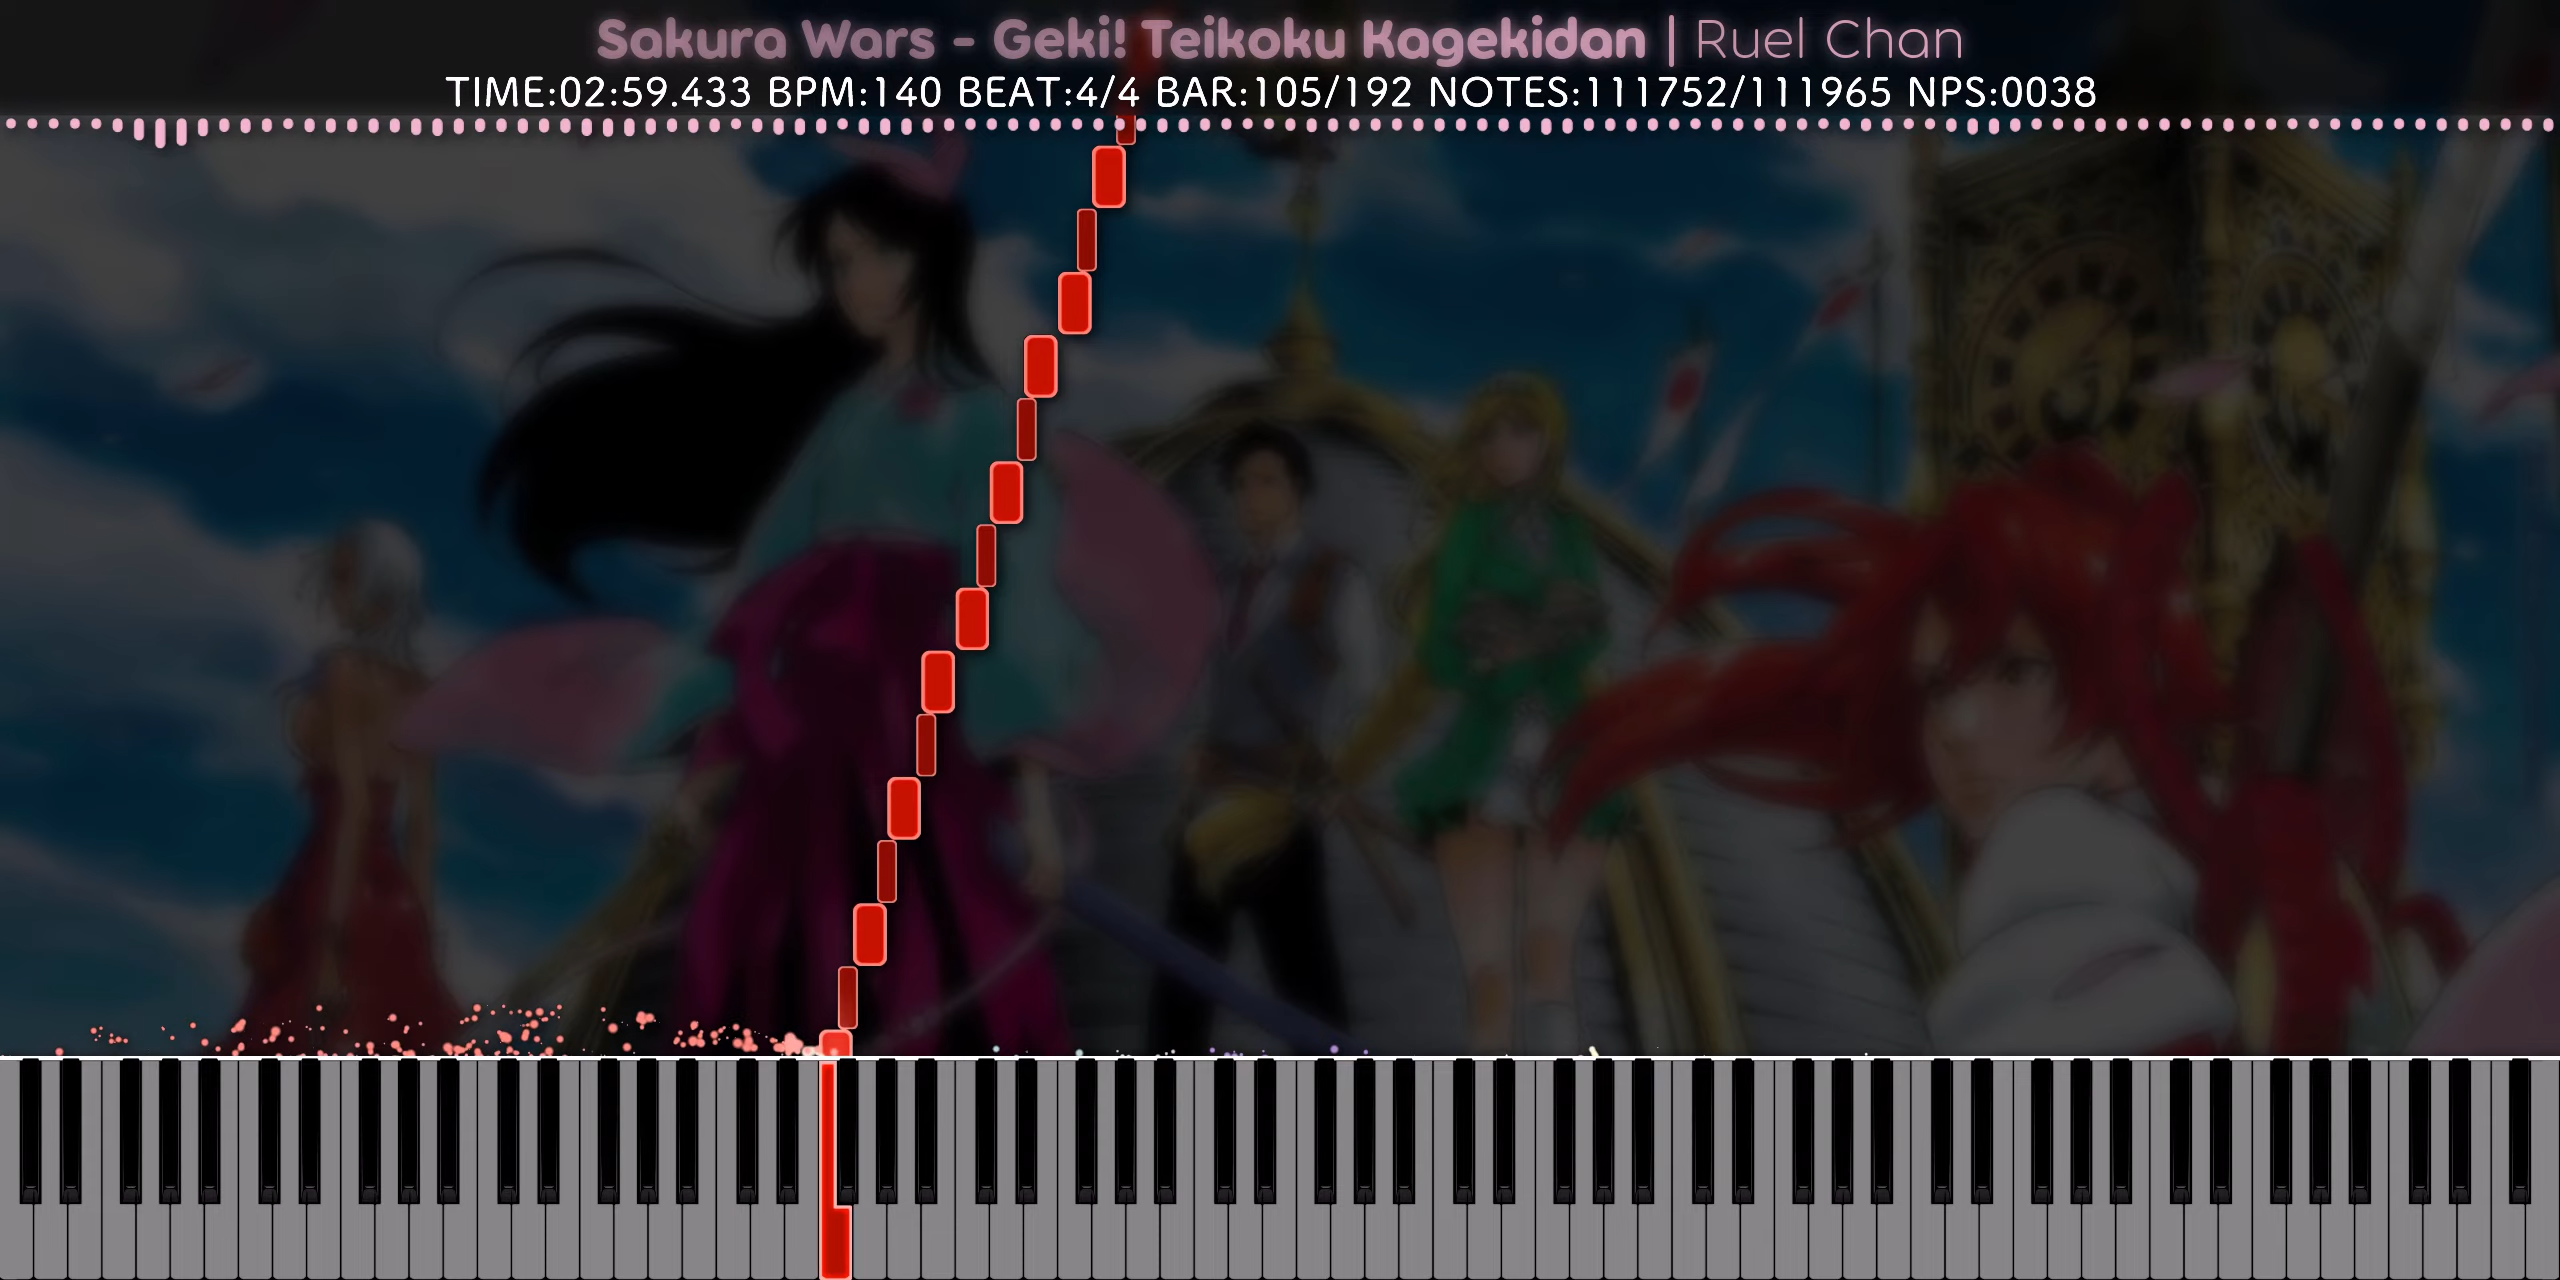 Sakura Wars - Geki! Teikoku Kagekidan | Ruel Chan
TIME:02:59.433 BPM:140 BEAT:4/4 BAR:105/192 NOTES:111752/111965 NPS:0038